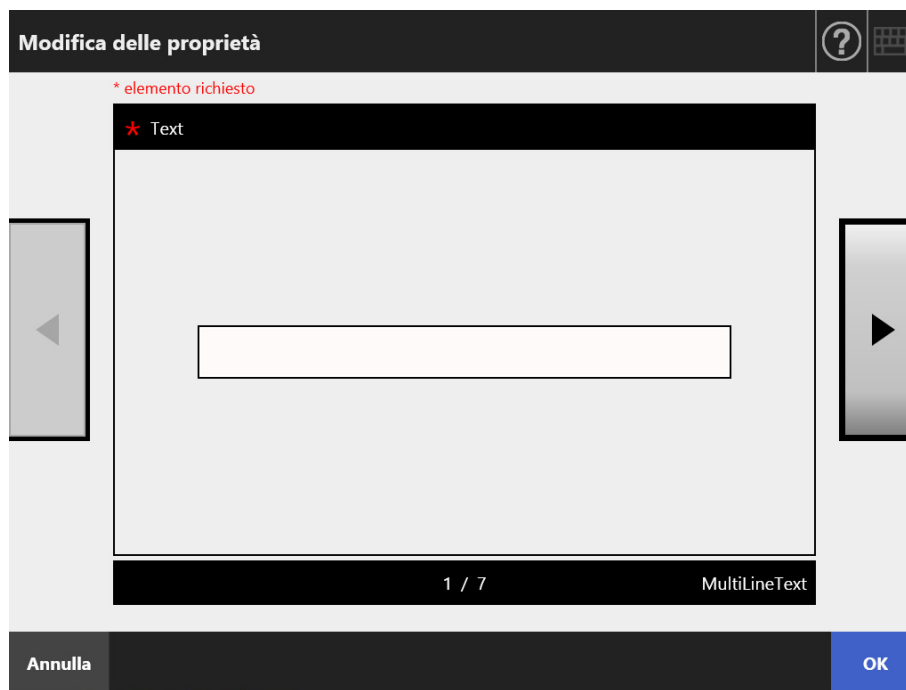 Modifica delle proprietà
?
* elemento richiesto
* Text
1 / 7 MultiLineText
Annulla OK